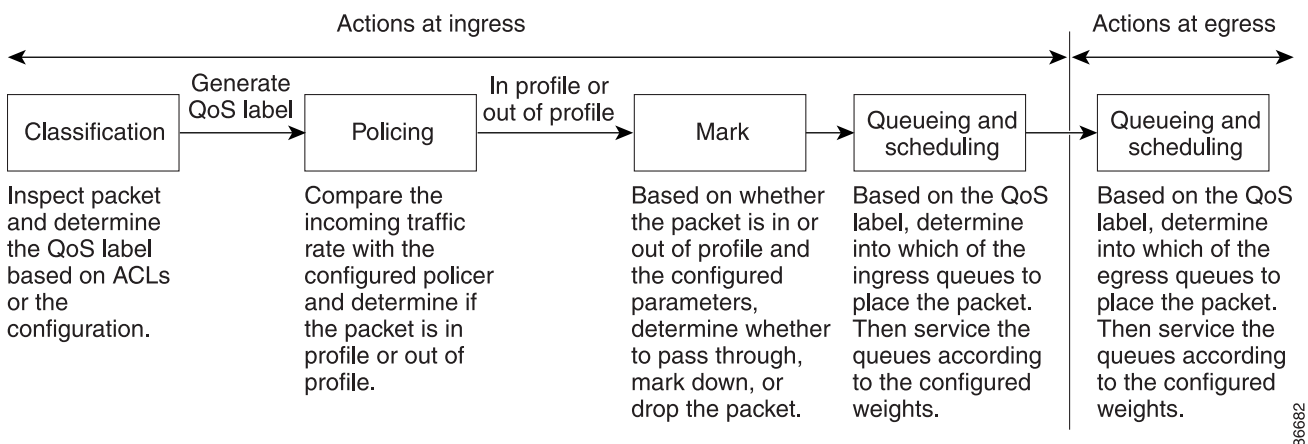 Actions at ingress
Actions at egress
Generate
QoS label
In profile or
out of profile
Classification
Policing
Mark
Queueing and
scheduling
Queueing and
scheduling
Inspect packet
and determine
the QoS label
based on ACLs
or the
configuration.
Compare the
incoming traffic
rate with the
configured policer
and determine if
the packet is in
profile or out of
profile.
Based on whether
the packet is in or
out of profile and
the configured
parameters,
determine whether
to pass through,
mark down, or
drop the packet.
Based on the QoS
label, determine
into which of the
ingress queues to
place the packet.
Then service the
queues according
to the configured
weights.
Based on the QoS
label, determine
into which of the
egress queues to
place the packet.
Then service the
queues according
to the configured
weights.